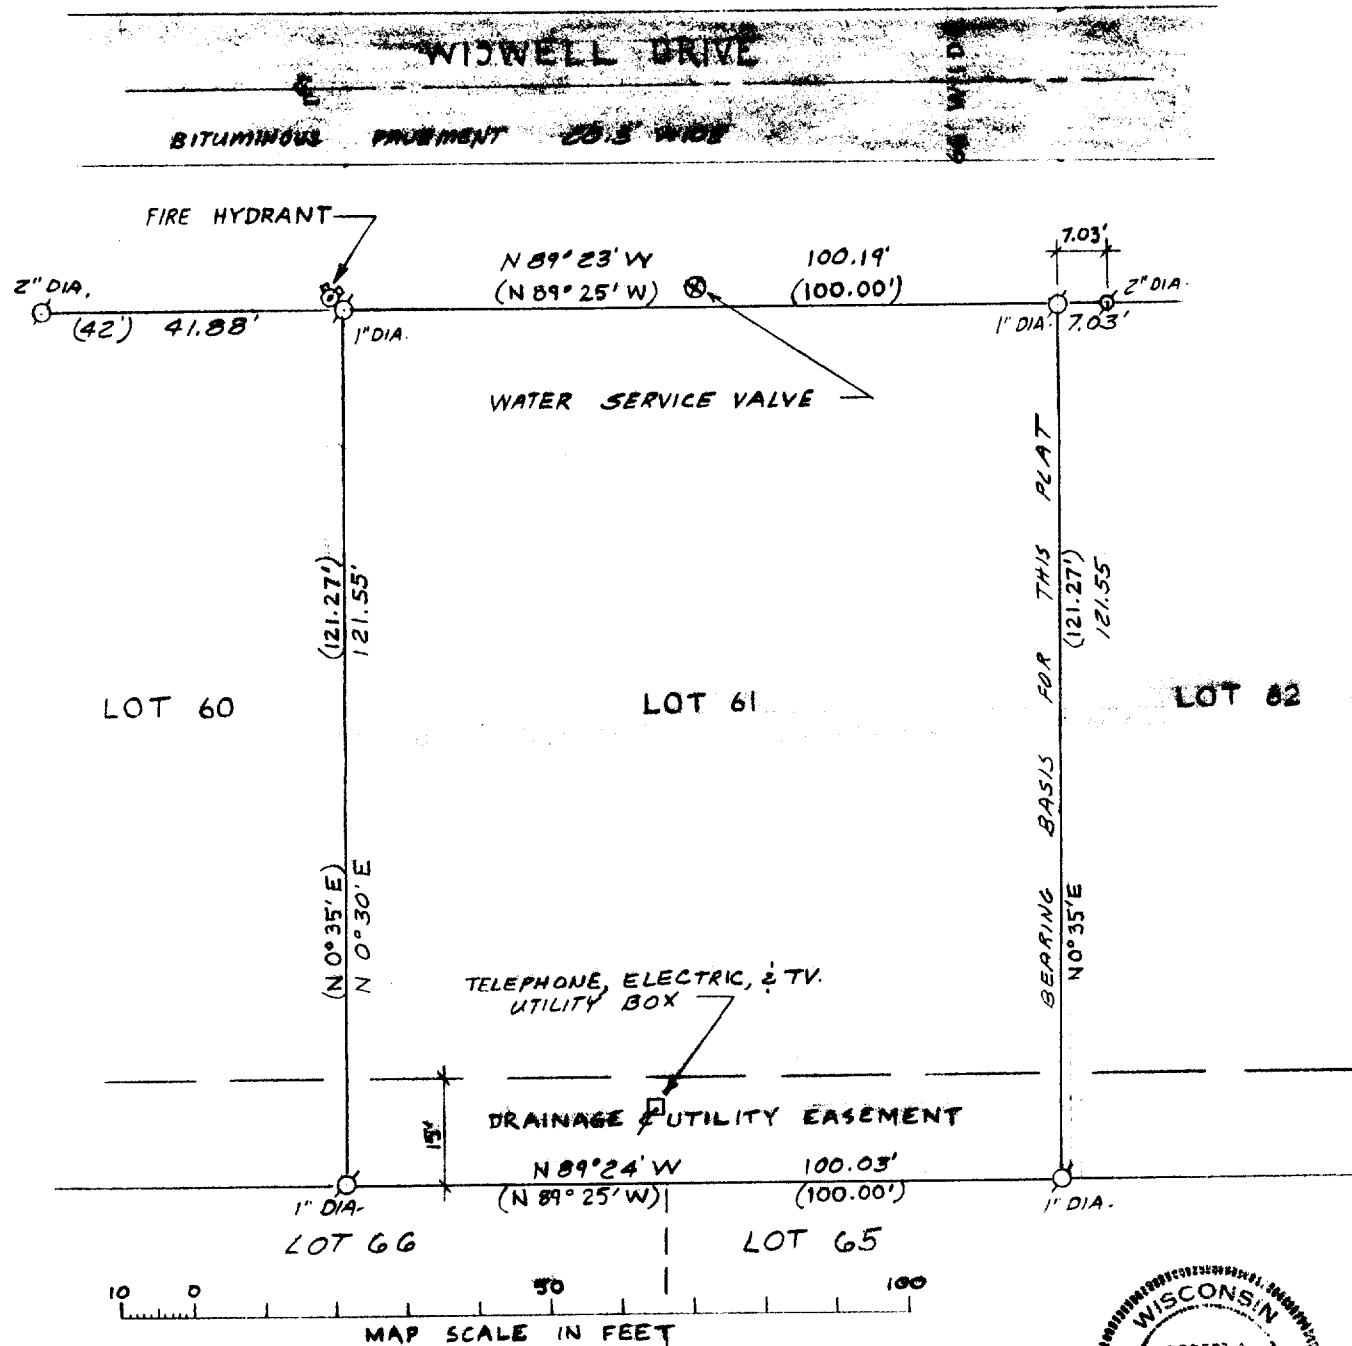 WIDWELL DRIVE
BITUMINOUS PAVEMENT WIDE
FIRE HYDRANT
7.03'
N 89° 23' W 100.19'
(N 89° 25' W) (100.00')
2" DIA.
2" DIA.
(42') 41.88'
1" DIA.
1" DIA. 7.03'
WATER SERVICE VALVE
BEARING BASIS FOR THIS PLAT
(121.27')
121.55'
(121.27')
121.55
LOT 60
LOT 61
LOT
(N 0° 35' E)
N 0° 30' E
N 0° 35' E
TELEPHONE, ELECTRIC, & TV.
UTILITY BOX
DRAINAGE & UTILITY EASEMENT
15'
N 89° 24' W 100.03'
(N 89° 25' W) (100.00')
1" DIA.
1" DIA.
LOT 66
LOT 65
10 0 50 100
MAP SCALE IN FEET
WISCONSIN